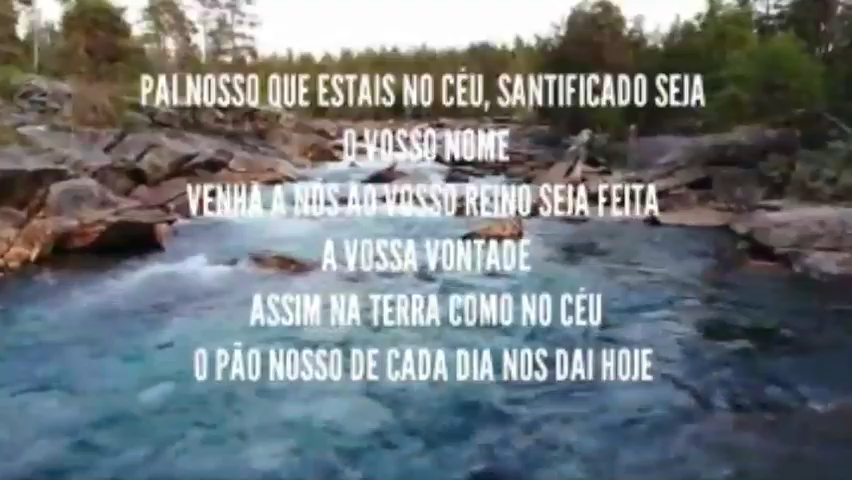 PAI NOSSO QUE ESTAIS NO CÉU, SANTIFICADO SEJA
O VOSSO NOME
VENHA A NÓS AO VOSSO REINO SEJA FEITA
A VOSSA VONTADE
ASSIM NA TERRA COMO NO CÉU
O PÃO NOSSO DE CADA DIA NOS DAI HOJE